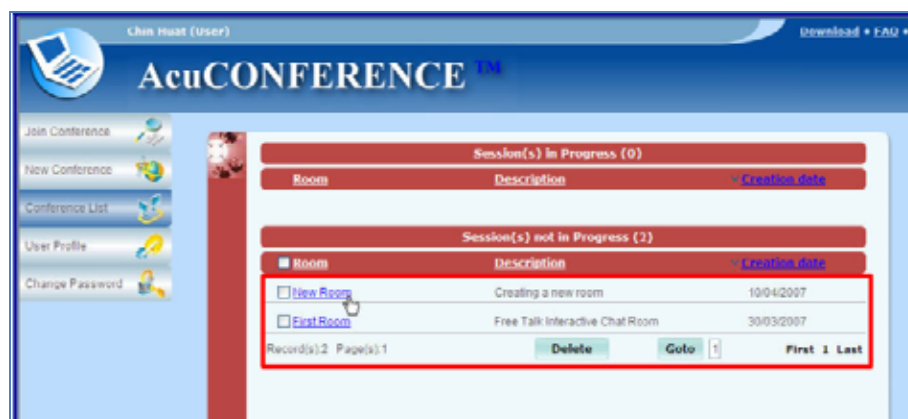 Chin Huat (User)
Download • FAQ •
AcuCONFERENCE TM
Join Conference
New Conference
Conference List
User Profile
Change Password
Session(s) in Progress (0)
Room Description Creation date
Session(s) not in Progress (2)
Room Description Creation date
New Room Creating a new room 10/04/2007
First Room Free Talk Interactive Chat Room 30/03/2007
Record(s):2 Page(s):1 Delete Goto 1 First 1 Last